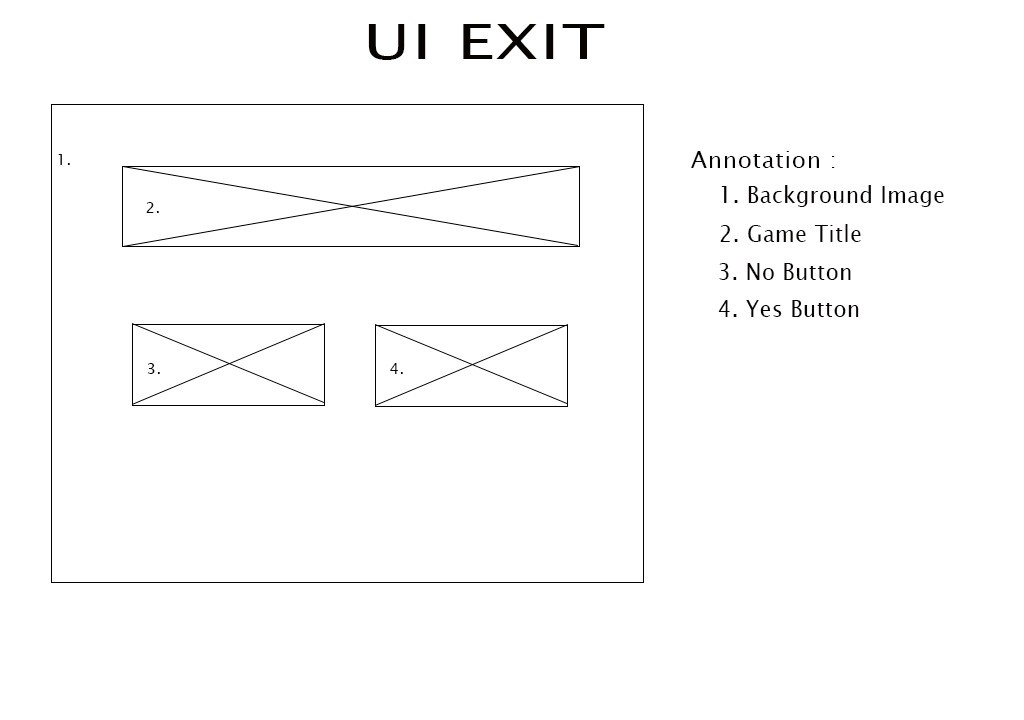 UI EXIT
1.
2.
3.
4.
Annotation :
1. Background Image
2. Game Title
3. No Button
4. Yes Button